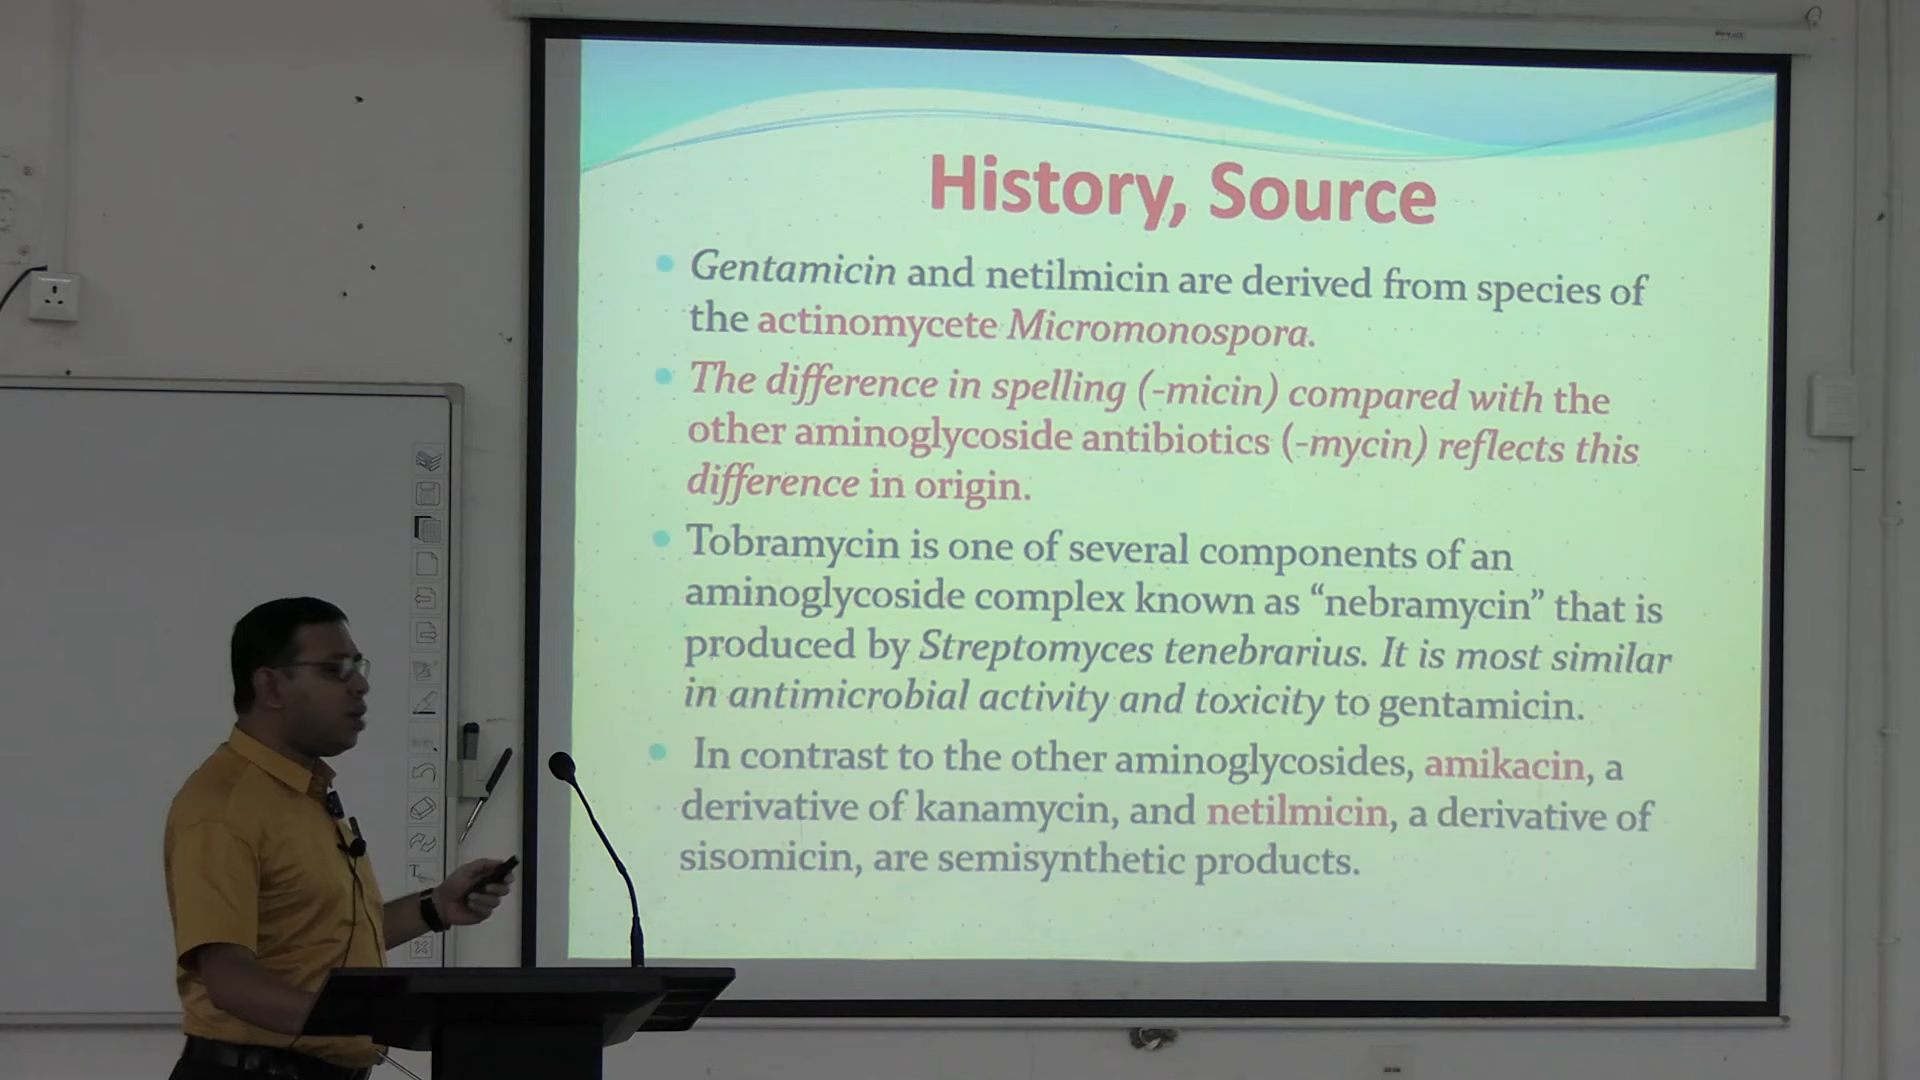 History, Source
Gentamicin and netilmicin are derived from species of
the actinomycete Micromonospora.
The difference in spelling (-micin) compared with the
other aminoglycoside antibiotics (-mycin) reflects this
difference in origin.
Tobramycin is one of several components of an
aminoglycoside complex known as “nebramycin” that is
produced by Streptomyces tenebrarius. It is most similar
in antimicrobial activity and toxicity to gentamicin.
In contrast to the other aminoglycosides, amikacin, a
derivative of kanamycin, and netilmicin, a derivative of
sisomicin, are semisynthetic products.